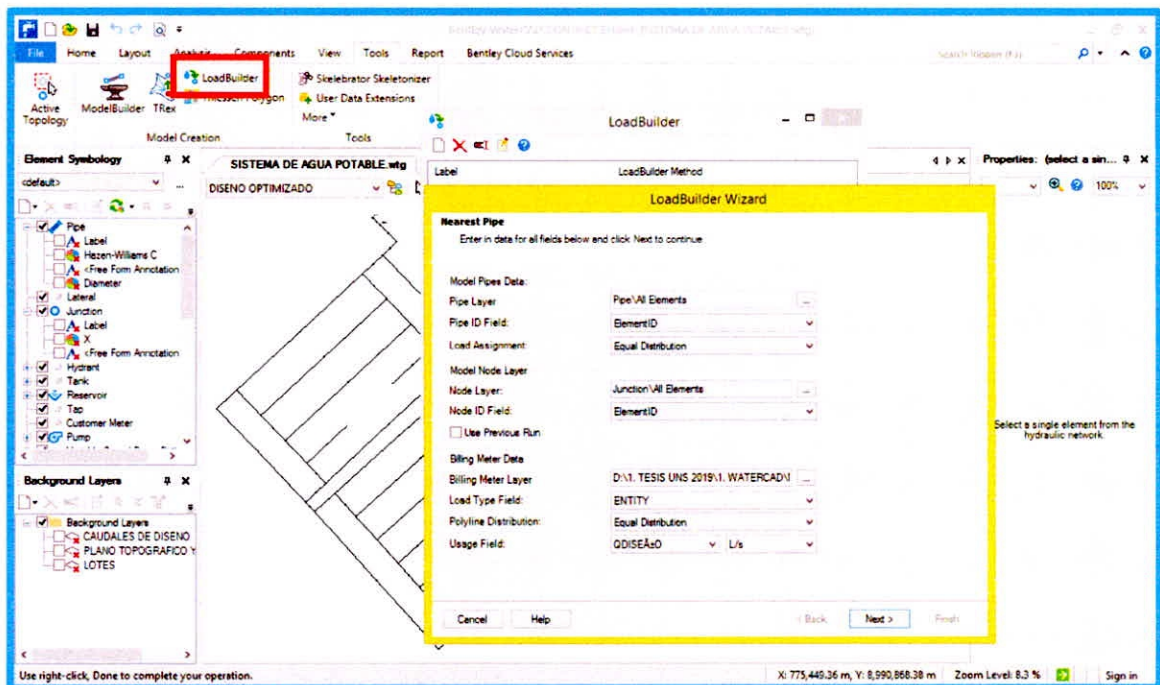 File Home Layout Analysis Components View Tools Report Bentley Cloud Services
Active Topology
ModelBuilder
TRex
LoadBuilder
Thiessen Polygon
Model Creation
Skelebrator Skeletonizer
User Data Extensions
More
Tools
Element Symbology
<default>
Pipe
Label
Hazen-Williams C
<Free Form Annotation
Diameter
Lateral
Junction
Label
X
<Free Form Annotation
Hydrant
Tank
Reservoir
Tap
Customer Meter
Pump
Background Layers
Background Layers
CAUDALES DE DISENO
PLANO TOPOGRAFICO Y
LOTES
SISTEMA DE AGUA POTABLE.wtg
DISENO OPTIMIZADO
LoadBuilder
Label LoadBuilder Method
LoadBuilder Wizard
Nearest Pipe
Enter in data for all fields below and click Next to continue
Model Pipes Data:
Pipe Layer Pipe\All Elements ...
Pipe ID Field: ElementID
Load Assignment: Equal Distribution
Model Node Layer
Node Layer: Junction\All Elements ...
Node ID Field: ElementID
Use Previous Run
Billing Meter Data
Billing Meter Layer D:\1. TESIS UNS 2019\1. WATERCAD\I ...
Load Type Field: ENTITY
Polyline Distribution: Equal Distribution
Usage Field: QDISEÃ±O L/s
Cancel Help < Back Next > Finish
Properties: (select a sin...
100%
Select a single element from the
hydraulic network.
Use right-click, Done to complete your operation.
X: 775,449.36 m, Y: 8,990,868.38 m Zoom Level: 8.3 % Sign in